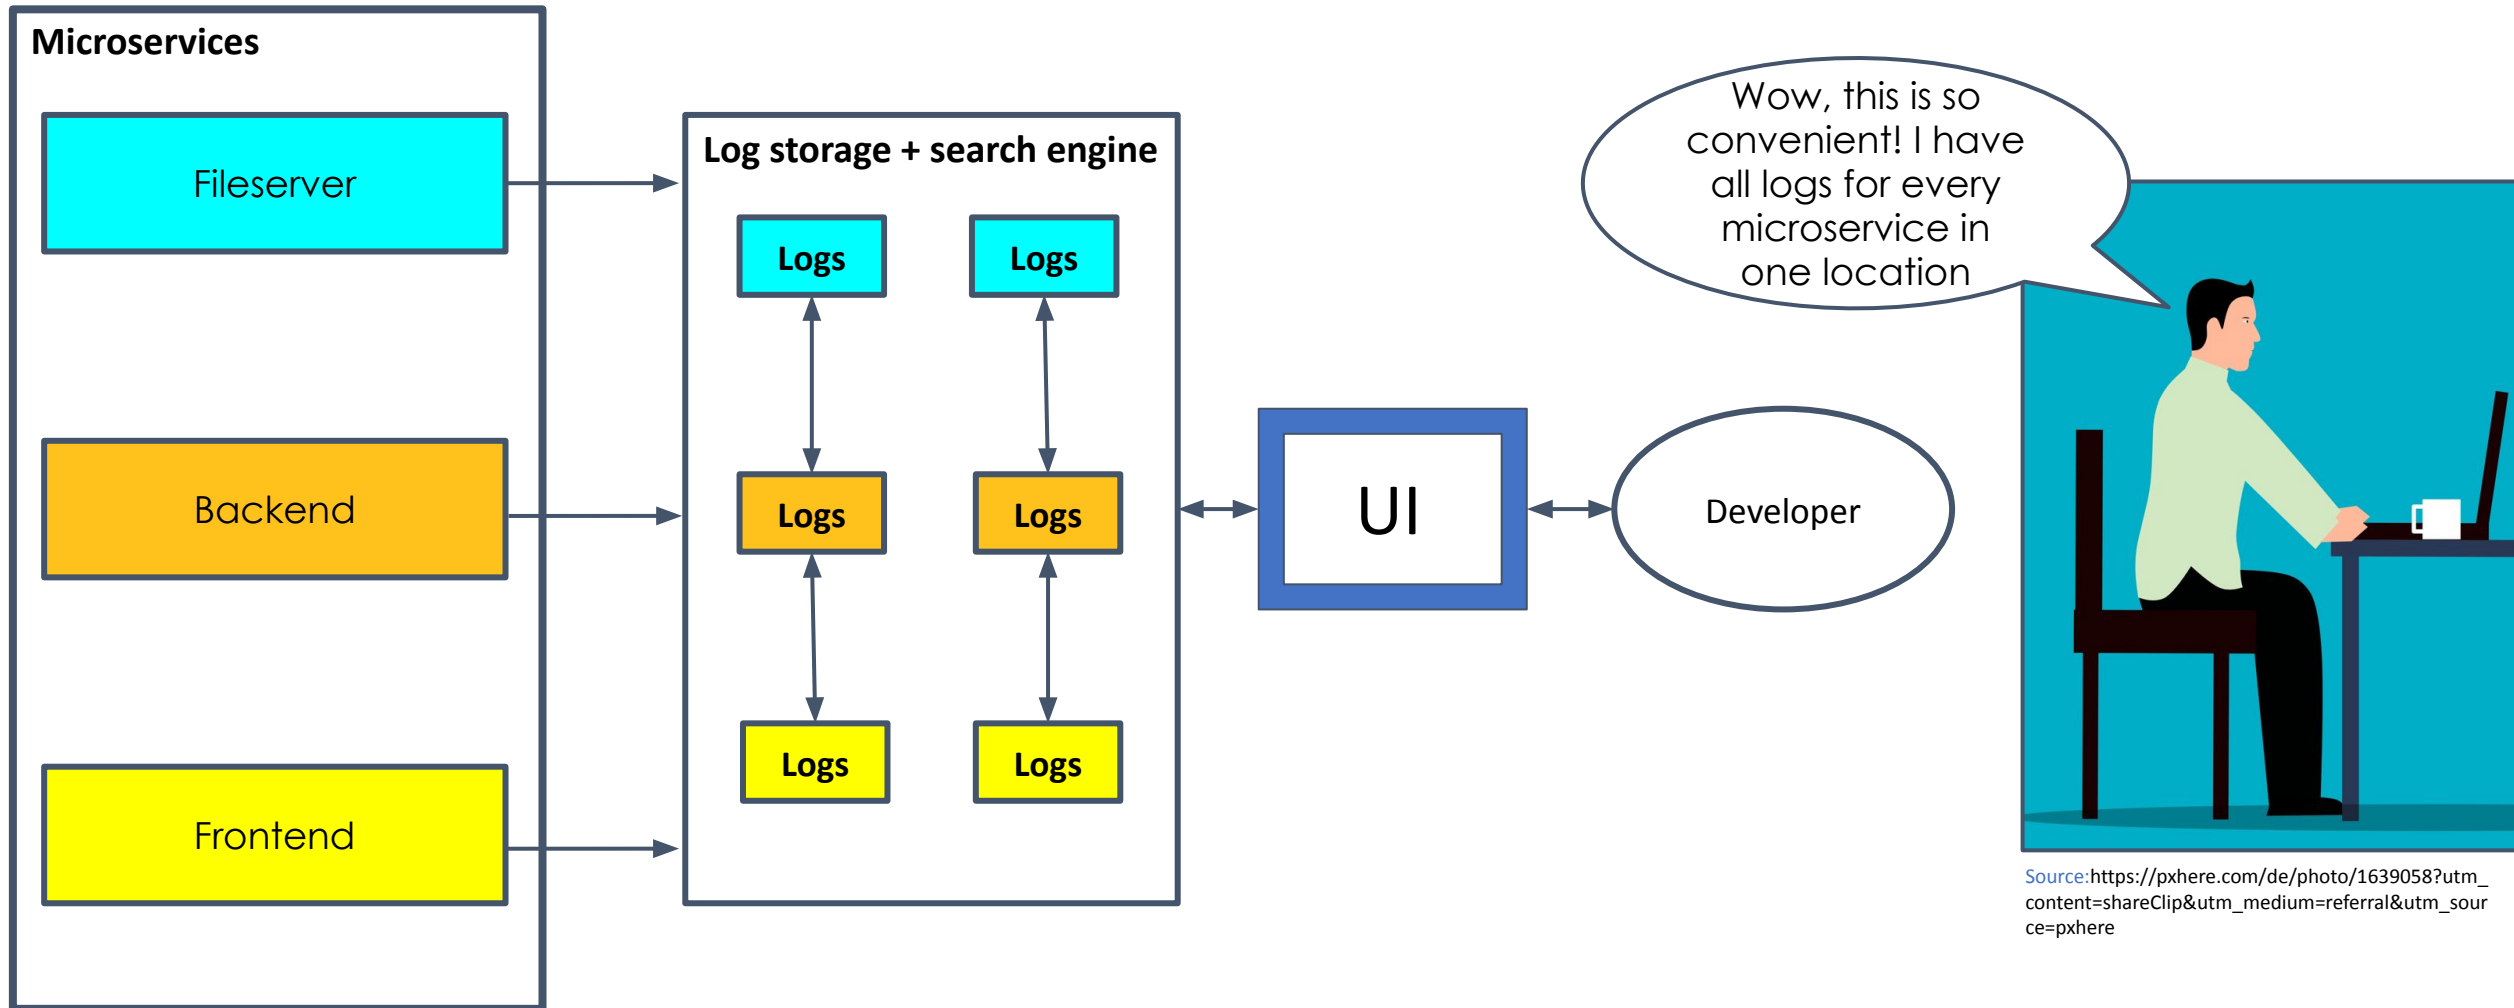 Microservices
Fileserver
Backend
Frontend
Log storage + search engine
Logs
Logs
Logs
Logs
Logs
Logs
UI
Developer
Wow, this is so
convenient! I have
all logs for every
microservice in
one location
Source:https://pxhere.com/de/photo/1639058?utm_
content=shareClip&utm_medium=referral&utm_sour
ce=pxhere